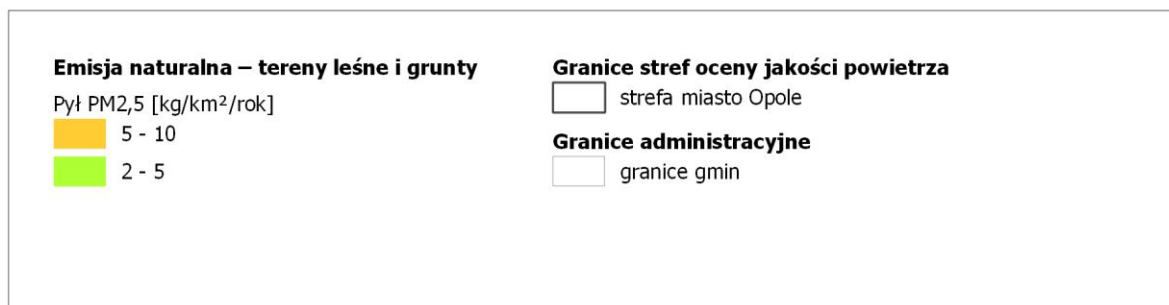 Emisja naturalna – tereny leśne i grunty
Pył PM2,5 [kg/km²/rok]
5 - 10
2 - 5
Granice stref oceny jakości powietrza
strefa miasto Opole
Granice administracyjne
granice gmin